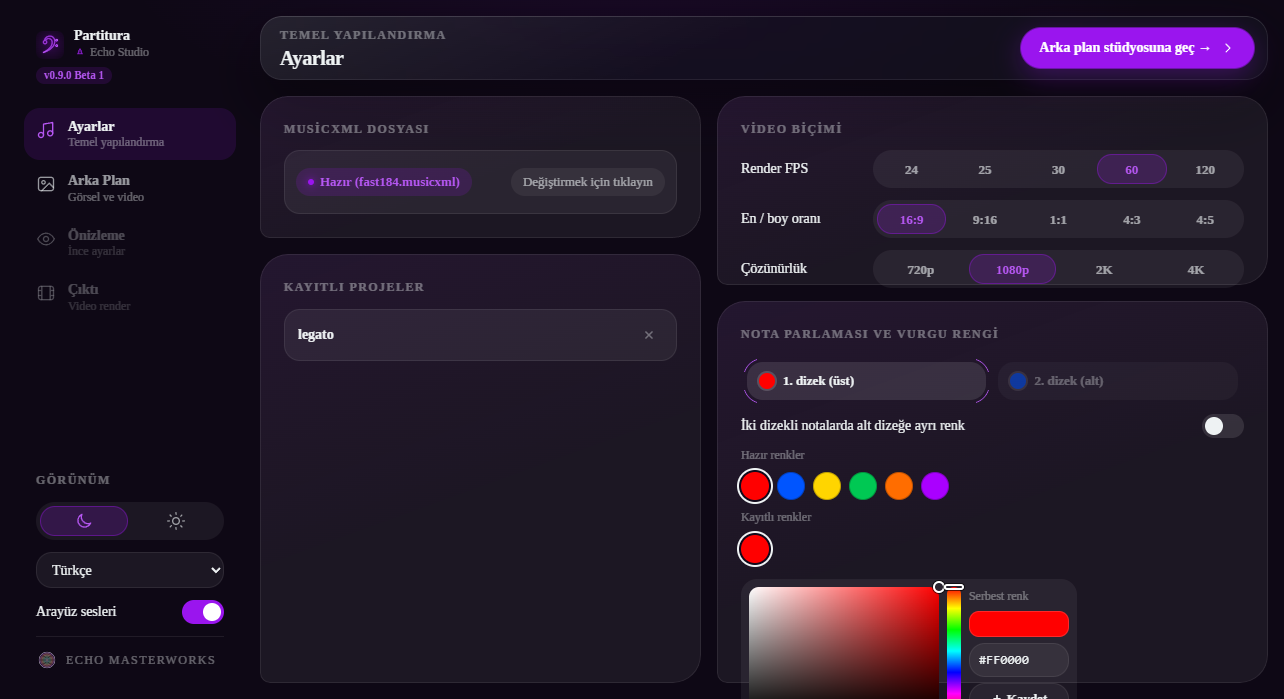 Partitura
Echo Studio
v0.9.0 Beta 1
Ayarlar
Temel yapılandırma
Arka Plan
Görsel ve video
Önizleme
İnce ayarlar
Çıktı
Video render
GÖRÜNÜM
Türkçe
Arayüz sesleri
ECHO MASTERWORKS
TEMEL YAPILANDIRMA
Ayarlar
Arka plan stüdyosuna geç →
MUSİCXML DOSYASI
Hazır (fast184.musicxml)
Değiştirmek için tıklayın
KAYITLI PROJELER
legato
VİDEO BİÇİMİ
Render FPS 24 25 30 60 120
En / boy oranı 16:9 9:16 1:1 4:3 4:5
Çözünürlük 720p 1080p 2K 4K
NOTA PARLAMASI VE VURGU RENGİ
1. dizek (üst) 2. dizek (alt)
İki dizekli notalarda alt dizeğe ayrı renk
Hazır renkler
Kayıtlı renkler
Serbest renk
#FF0000
+ Kaydet